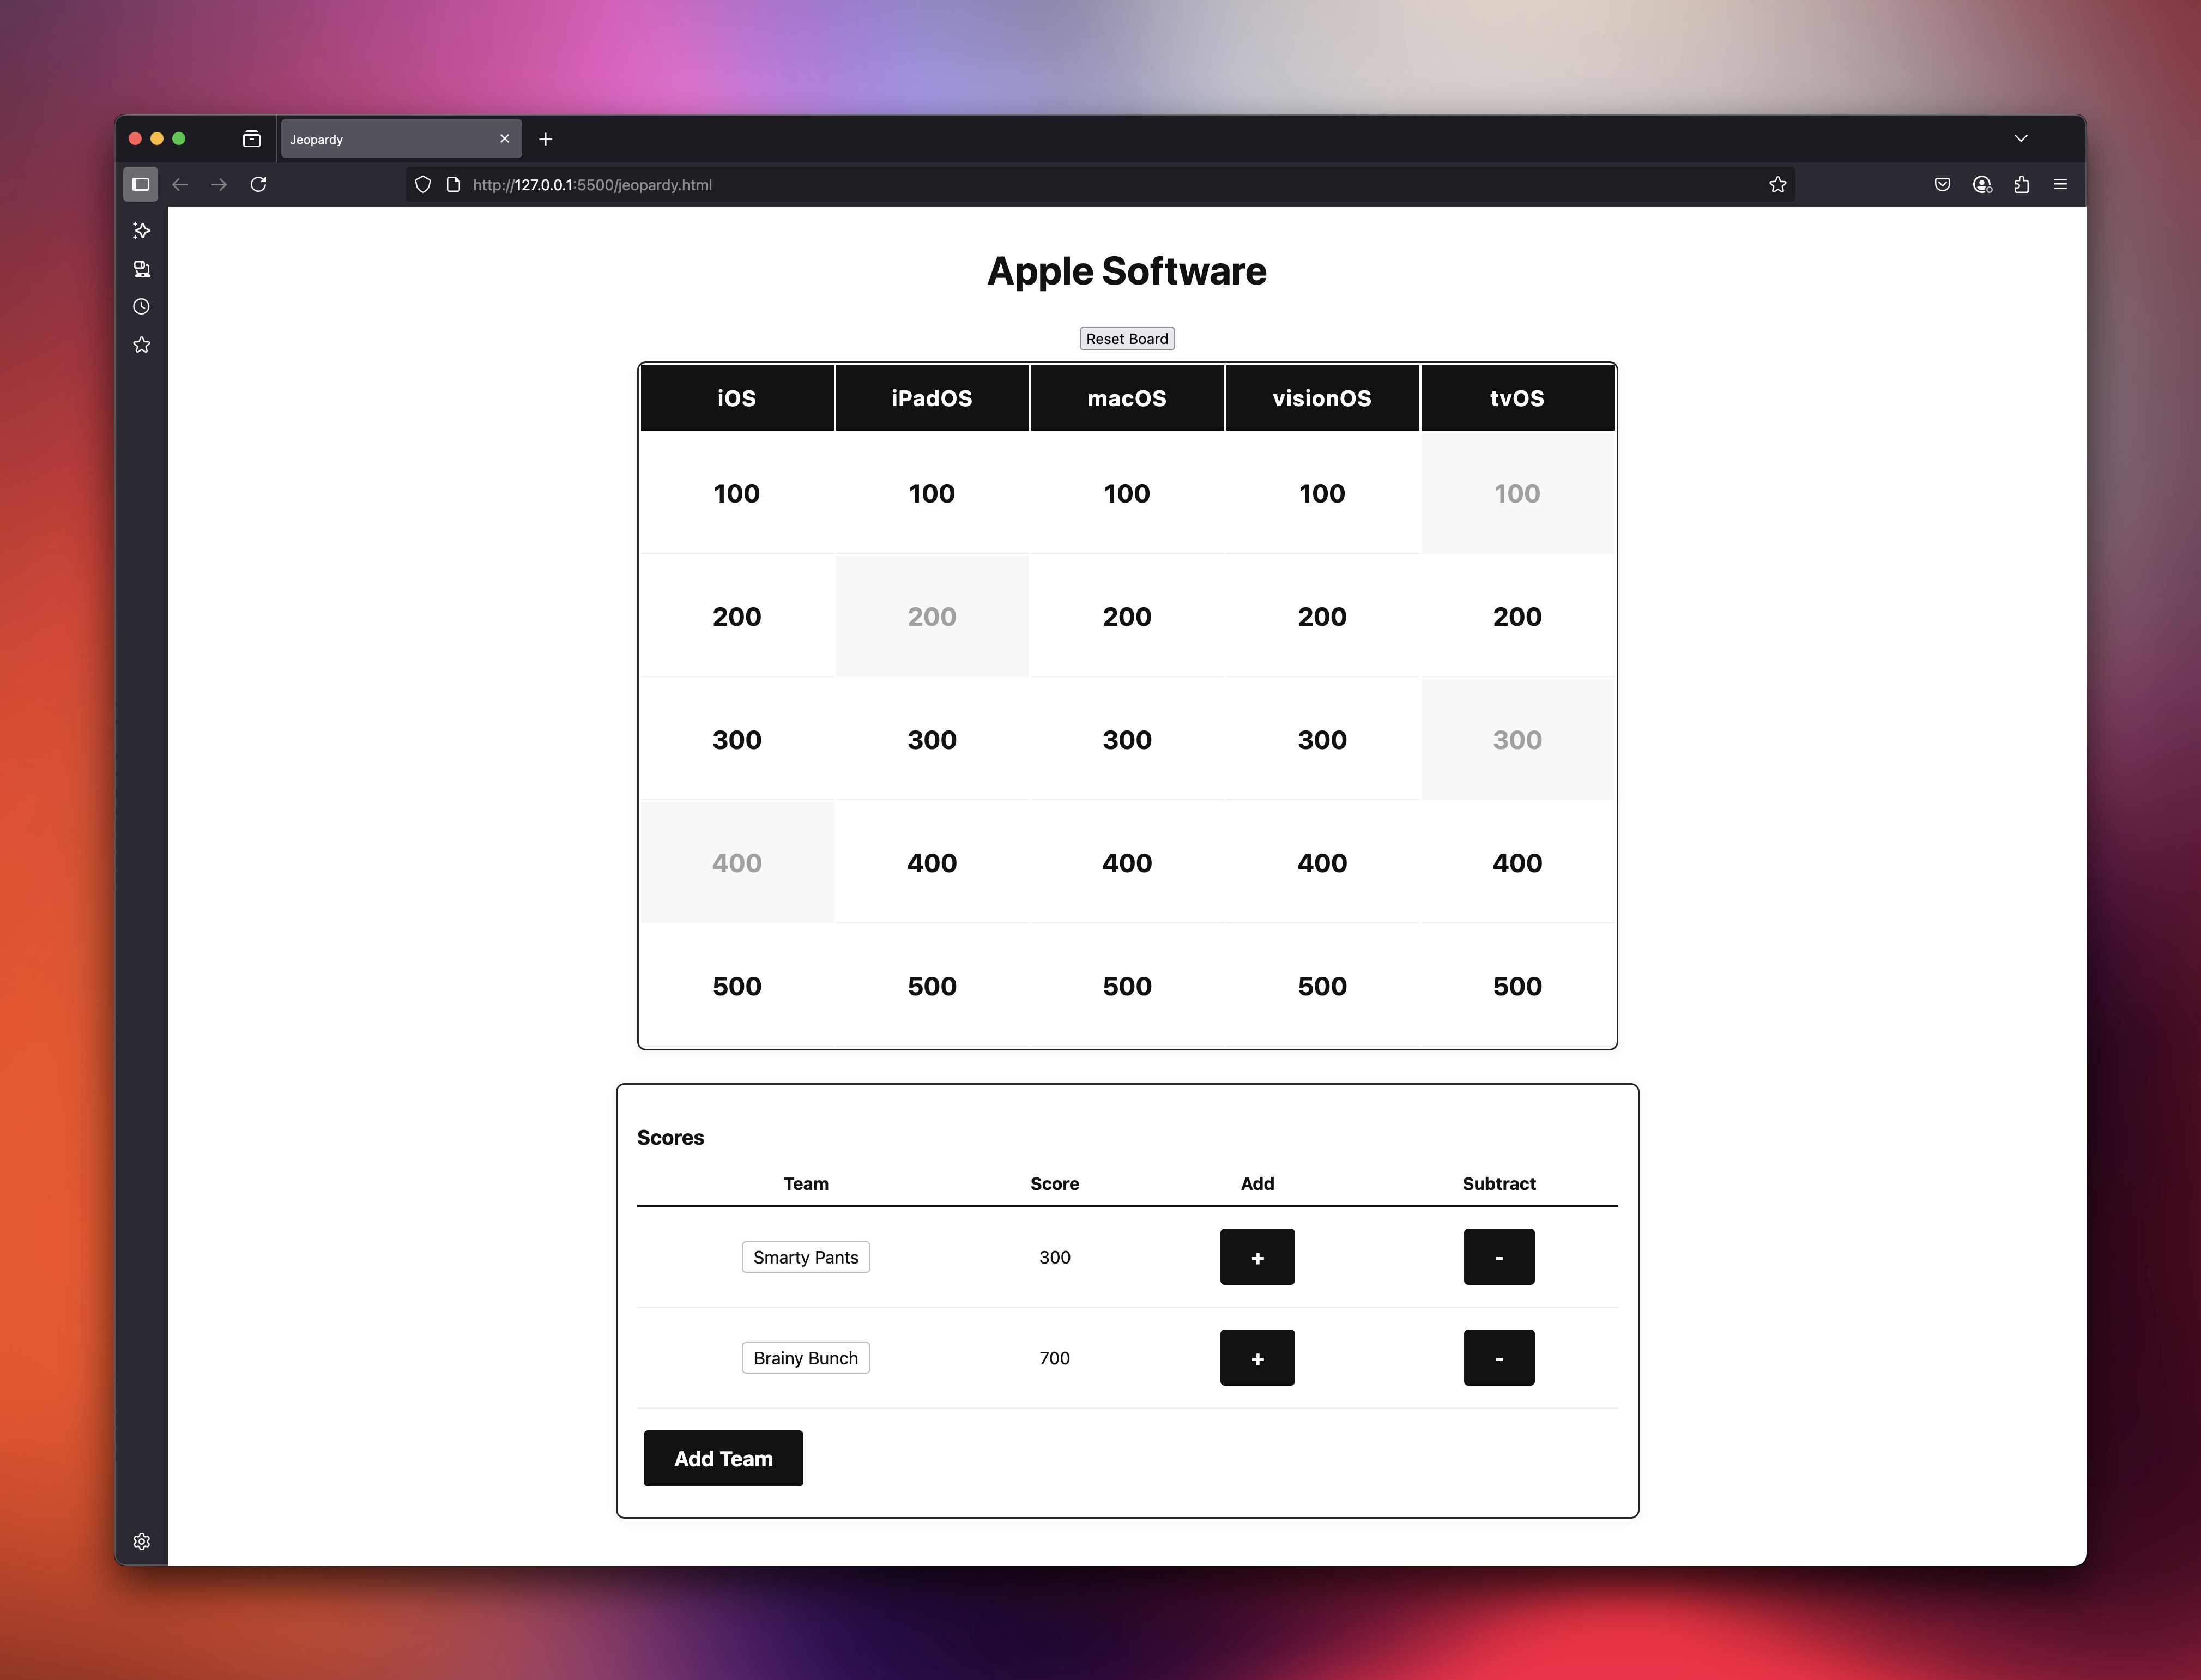 Jeopardy
http://127.0.0.1:5500/jeopardy.html
Apple Software
Reset Board
iOS iPadOS macOS visionOS tvOS
100 100 100 100 100
200 200 200 200 200
300 300 300 300 300
400 400 400 400 400
500 500 500 500 500
Scores
Team Score Add Subtract
Smarty Pants 300 + -
Brainy Bunch 700 + -
Add Team